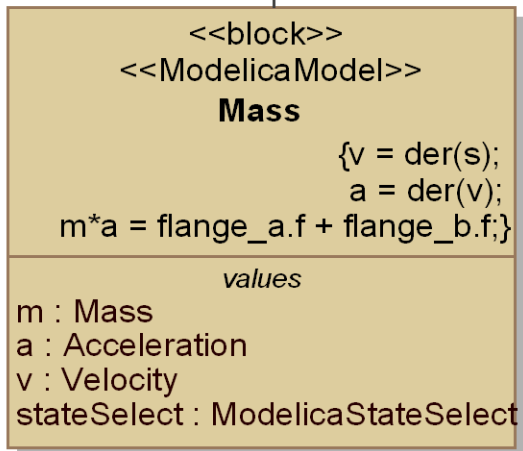 <<block>>
<<ModelicaModel>>
Mass
{v = der(s);
a = der(v);
m*a = flange_a.f + flange_b.f;}
values
m : Mass
a : Acceleration
v : Velocity
stateSelect : ModelicaStateSelect